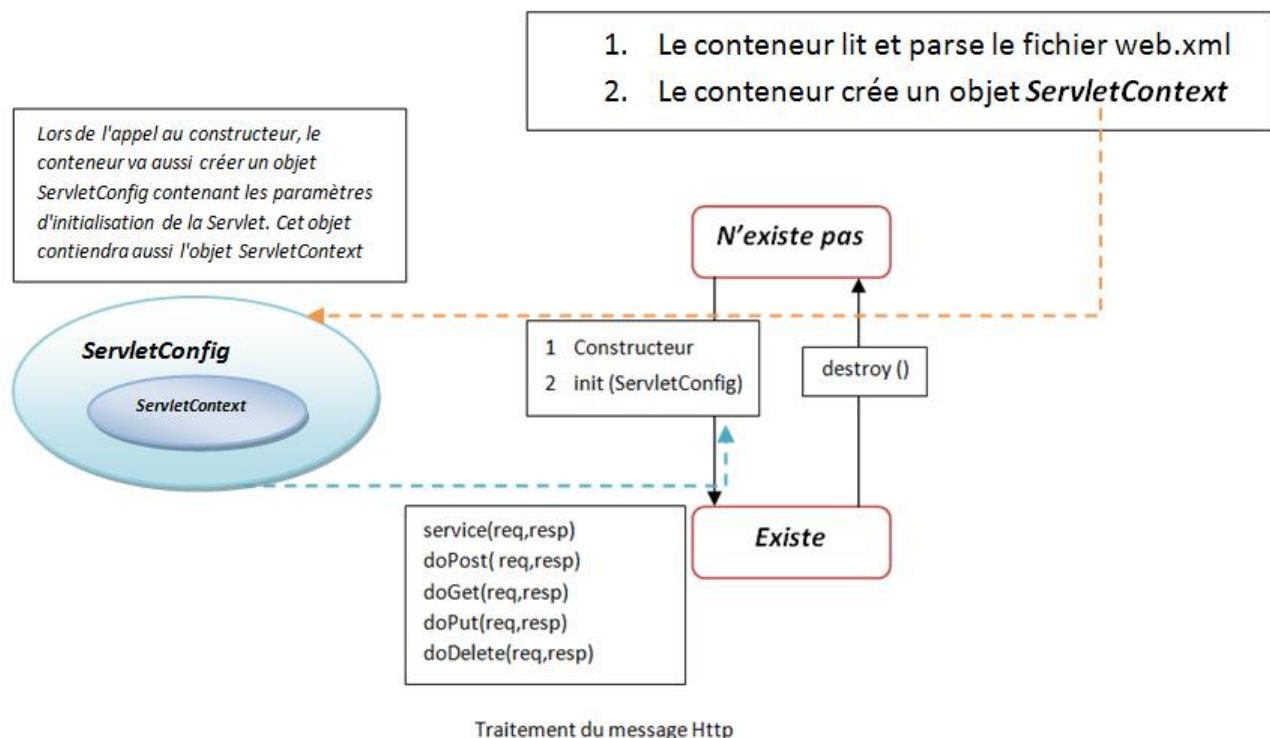 1. Le conteneur lit et parse le fichier web.xml
2. Le conteneur crée un objet ServletContext
Lors de l'appel au constructeur, le
conteneur va aussi créer un objet
ServletConfig contenant les paramètres
d'initialisation de la Servlet. Cet objet
contiendra aussi l'objet ServletContext
N'existe pas
ServletConfig
ServletContext
1 Constructeur
2 init (ServletConfig)
destroy ()
service(req,resp)
doPost( req,resp)
doGet(req,resp)
doPut(req,resp)
doDelete(req,resp)
Existe
Traitement du message Http